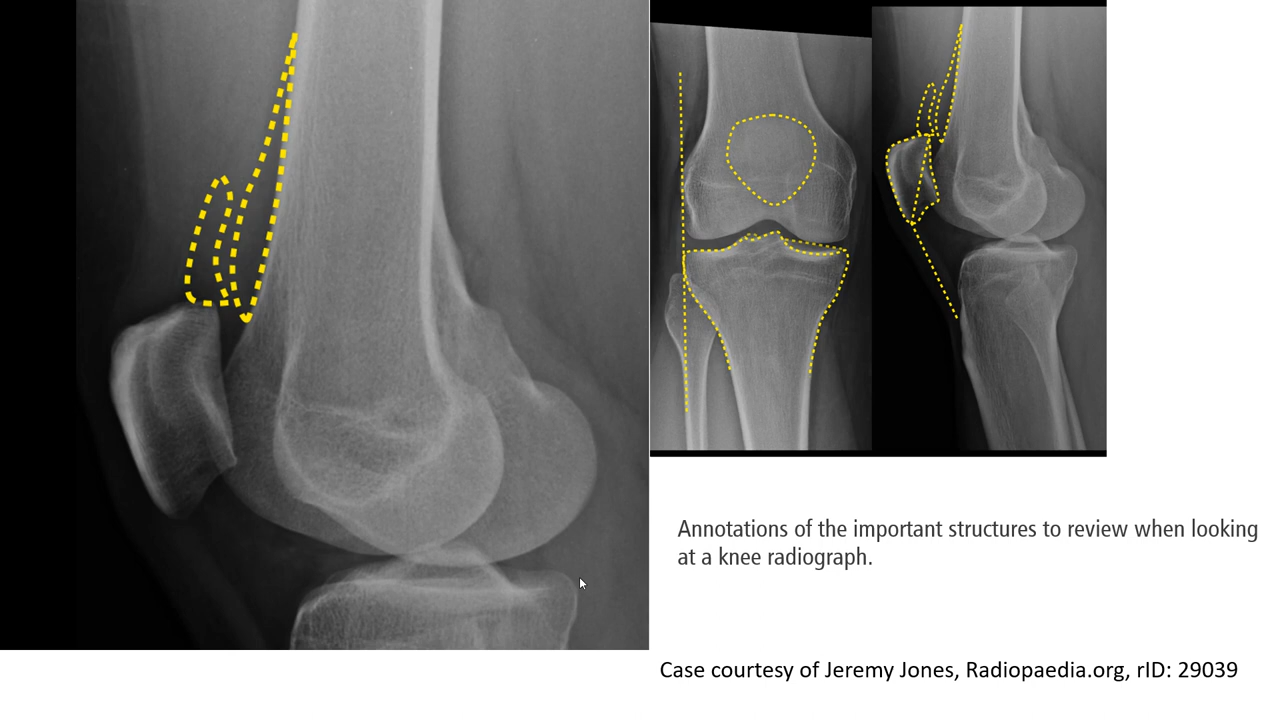 Annotations of the important structures to review when looking
at a knee radiograph.
Case courtesy of Jeremy Jones, Radiopaedia.org, rID: 29039